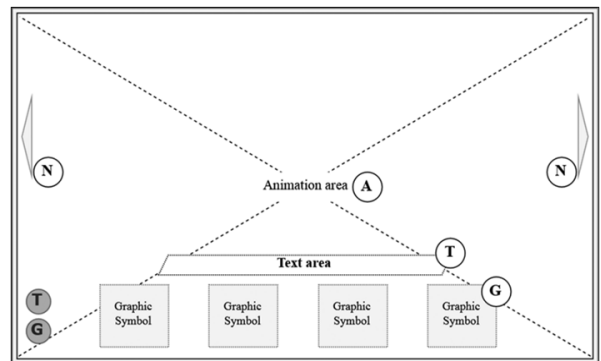 N
N
Animation area A
T
Text area
T
G
G
Graphic
Symbol
Graphic
Symbol
Graphic
Symbol
Graphic
Symbol